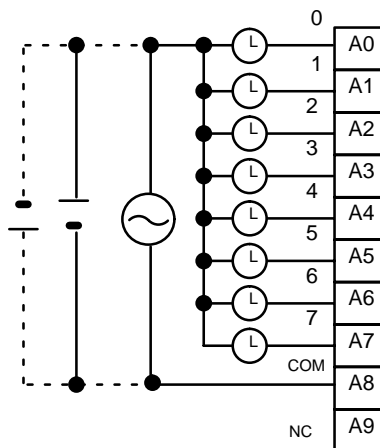 0
L A0
1
L A1
2
L A2
3
L A3
4
L A4
5
L A5
6
L A6
7
L A7
COM A8
NC A9